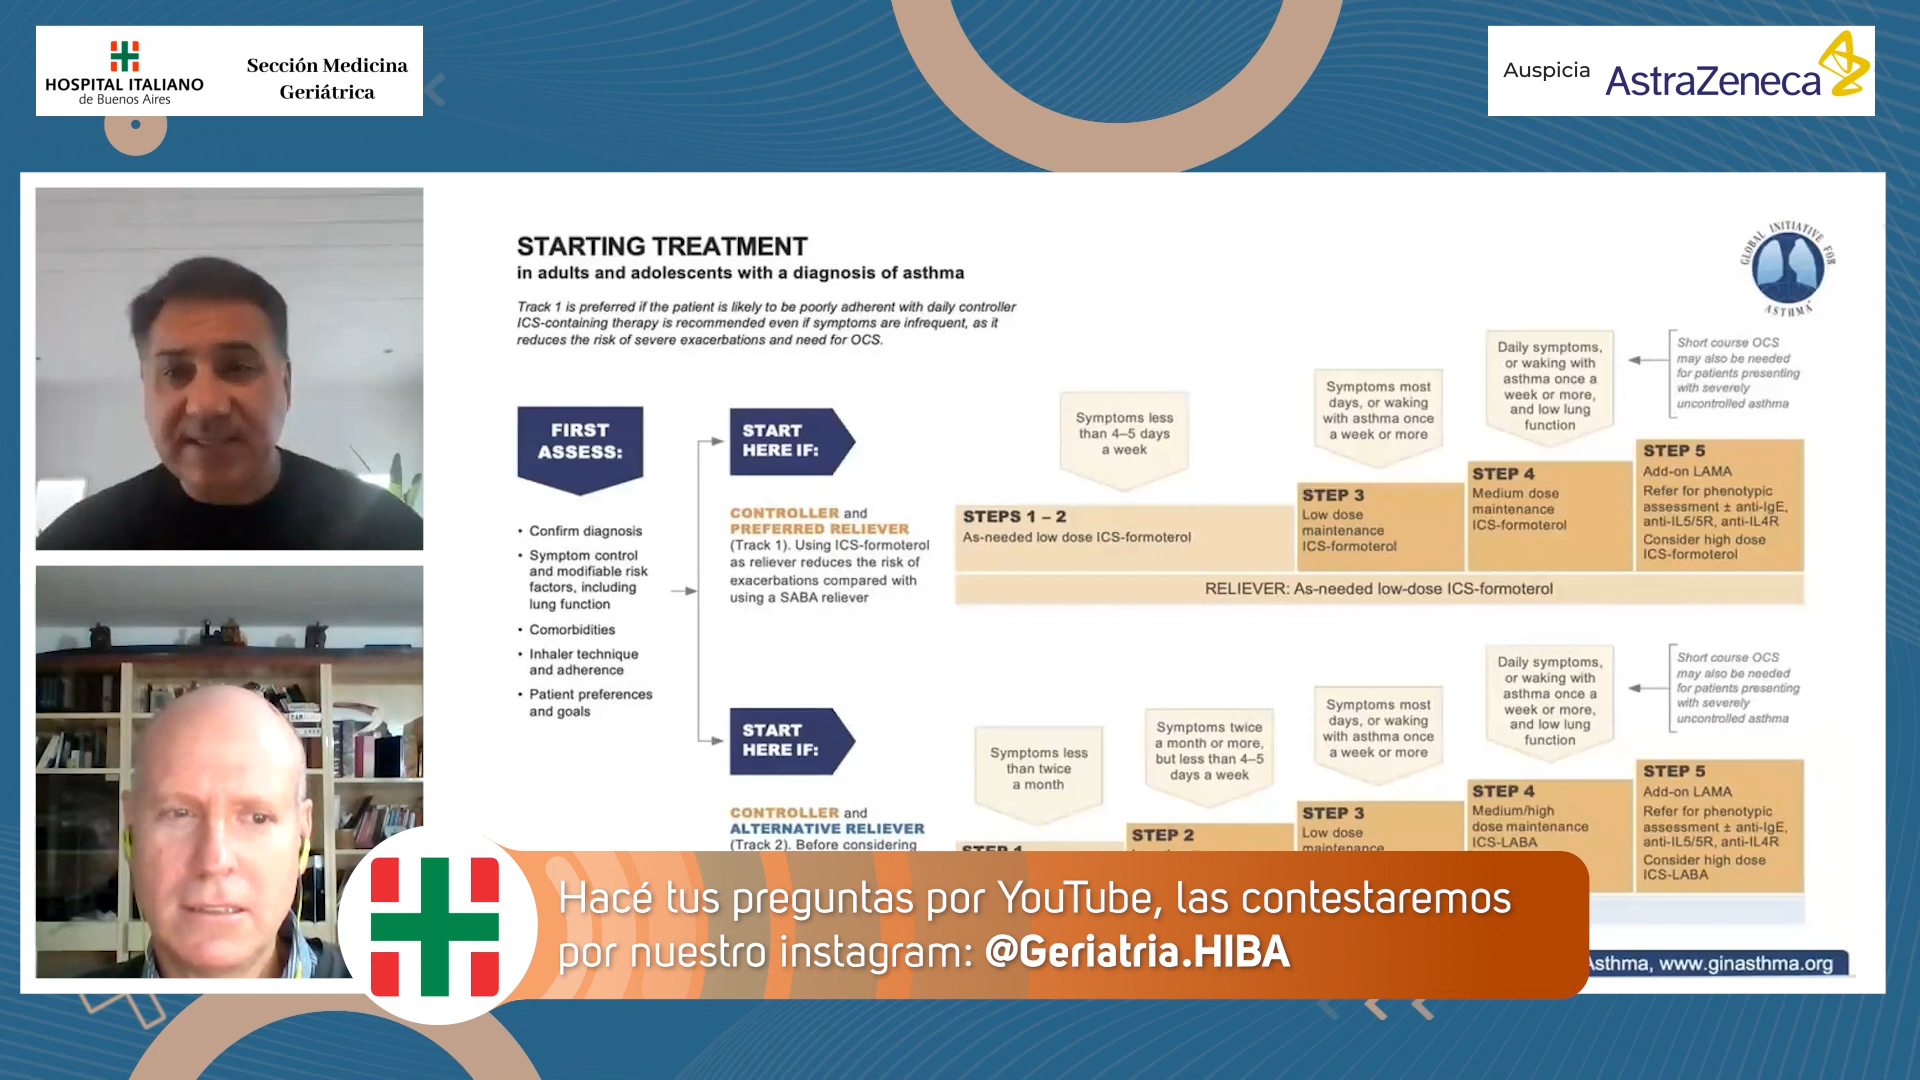 HOSPITAL ITALIANO
de Buenos Aires
Sección Medicina
Geriátrica
Auspicia
AstraZeneca
STARTING TREATMENT
in adults and adolescents with a diagnosis of asthma
Track 1 is preferred if the patient is likely to be poorly adherent with daily controller
ICS-containing therapy is recommended even if symptoms are infrequent, as it
reduces the risk of severe exacerbations and need for OCS.
GLOBAL INITIATIVE FOR
ASTHMA
FIRST
ASSESS:
• Confirm diagnosis
• Symptom control
and modifiable risk
factors, including
lung function
• Comorbidities
• Inhaler technique
and adherence
• Patient preferences
and goals
START
HERE IF:
CONTROLLER and
PREFERRED RELIEVER
(Track 1). Using ICS-formoterol
as reliever reduces the risk of
exacerbations compared with
using a SABA reliever
Symptoms less
than 4–5 days
a week
Symptoms most
days, or waking
with asthma once
a week or more
Daily symptoms,
or waking with
asthma once a
week or more,
and low lung
function
Short course OCS
may also be needed
for patients presenting
with severely
uncontrolled asthma
STEPS 1 – 2
As-needed low dose ICS-formoterol
STEP 3
Low dose
maintenance
ICS-formoterol
STEP 4
Medium dose
maintenance
ICS-formoterol
STEP 5
Add-on LAMA
Refer for phenotypic
assessment ± anti-IgE,
anti-IL5/5R, anti-IL4R
Consider high dose
ICS-formoterol
RELIEVER: As-needed low-dose ICS-formoterol
START
HERE IF:
CONTROLLER and
ALTERNATIVE RELIEVER
(Track 2). Before considering
Symptoms less
than twice
a month
Symptoms twice
a month or more,
but less than 4–5
days a week
Symptoms most
days, or waking
with asthma once
a week or more
Daily symptoms,
or waking with
asthma once a
week or more,
and low lung
function
Short course OCS
may also be needed
for patients presenting
with severely
uncontrolled asthma
STEP 1
STEP 2
STEP 3
Low dose
maintenance
STEP 4
Medium/high
dose maintenance
ICS-LABA
STEP 5
Add-on LAMA
Refer for phenotypic
assessment ± anti-IgE,
anti-IL5/5R, anti-IL4R
Consider high dose
ICS-LABA
Asthma, www.ginasthma.org
Hacé tus preguntas por YouTube, las contestaremos
por nuestro instagram: @Geriatria.HIBA